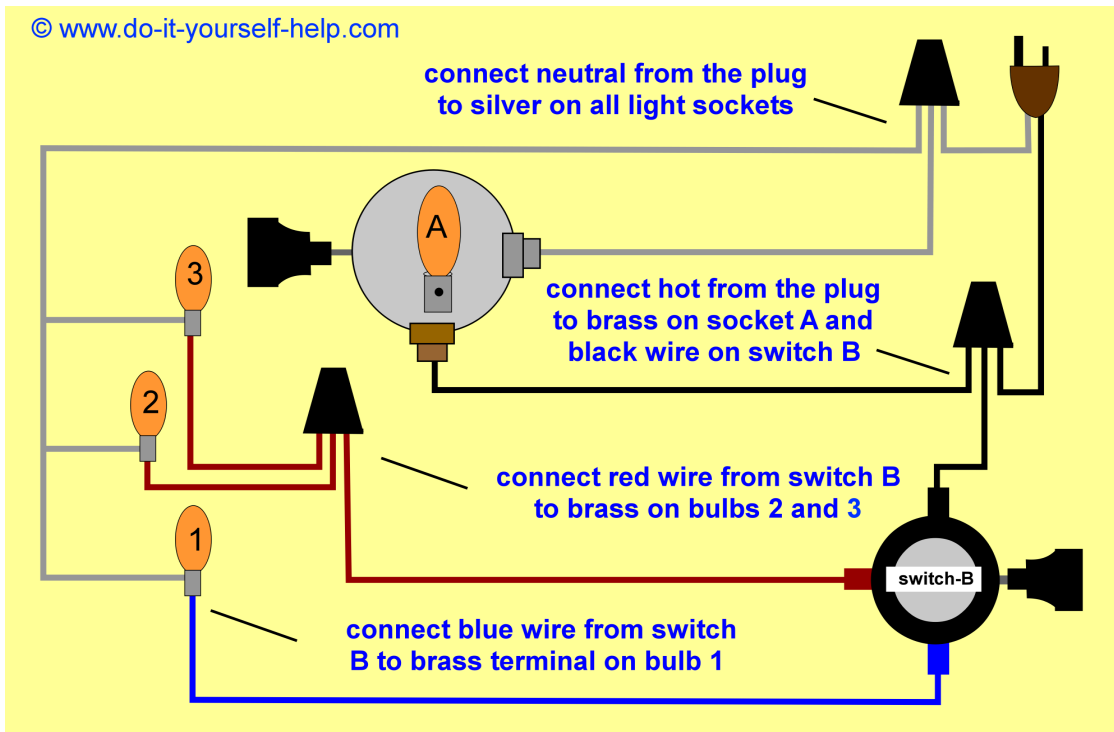 © www.do-it-yourself-help.com
connect neutral from the plug
to silver on all light sockets
A
3
connect hot from the plug
to brass on socket A and
black wire on switch B
2
connect red wire from switch B
to brass on bulbs 2 and 3
1
switch-B
connect blue wire from switch
B to brass terminal on bulb 1